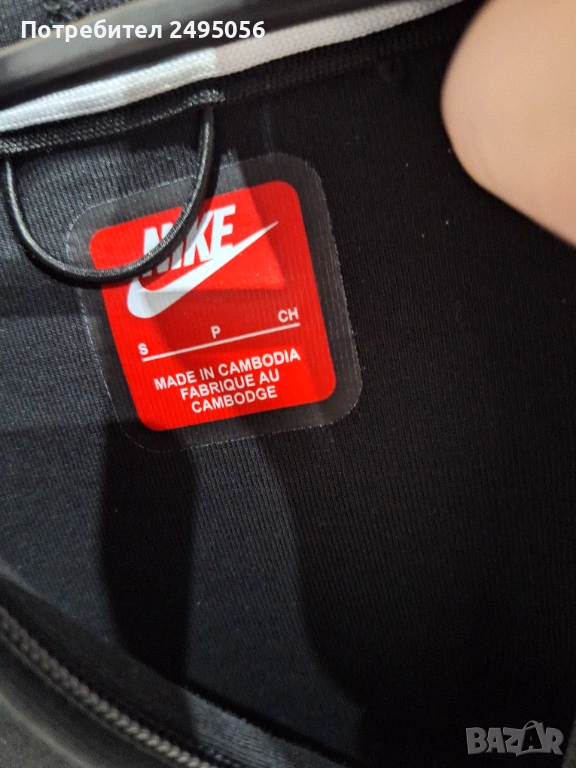 Потребител 2495056
NIKE
S P CH
MADE IN CAMBODIA
FABRIQUE AU
CAMBODGE
BAZAR